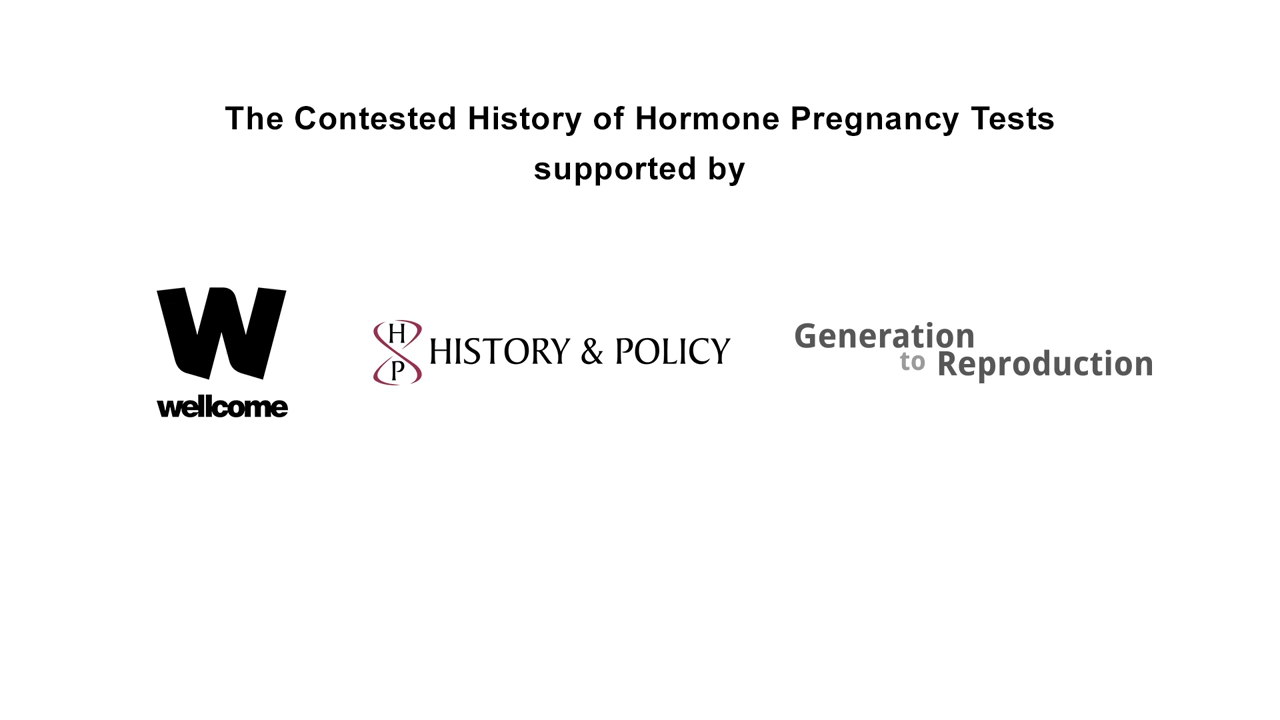 The Contested History of Hormone Pregnancy Tests
supported by
W
wellcome
H
P
HISTORY & POLICY
Generation
to Reproduction